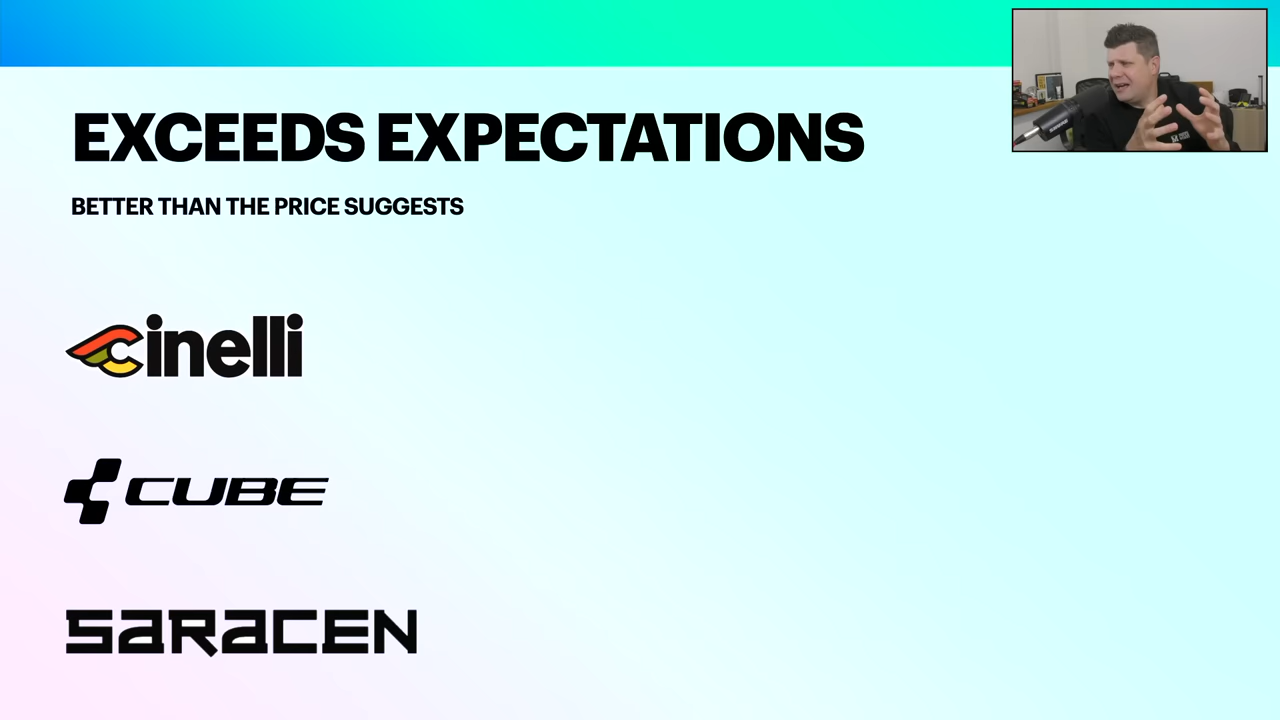 EXCEEDS EXPECTATIONS
BETTER THAN THE PRICE SUGGESTS
cinelli
CUBE
SARACEN